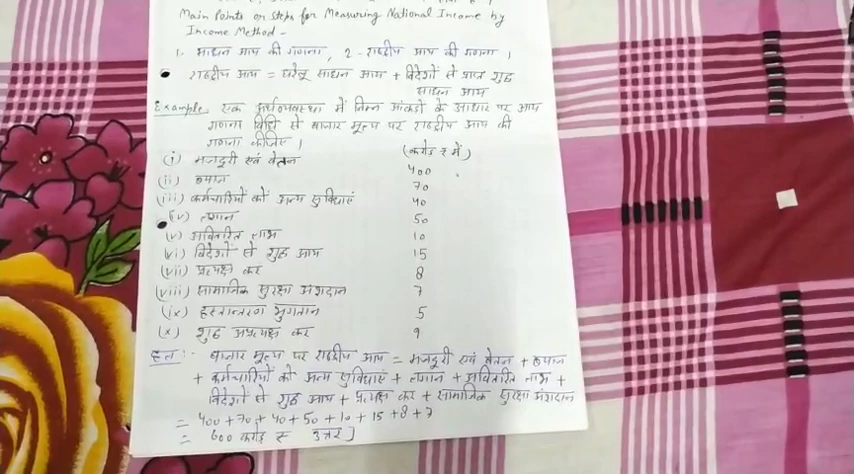 Main Points or Steps for Measuring National Income by
Income Method -
1. साधन आय की गणना, 2 - राष्ट्रीय आय की गणना ।
राष्ट्रीय आय = घरेलू साधन आय + विदेशों से प्राप्त शुद्ध
साधन आय
Example एक अर्थव्यवस्था में निम्न आंकड़ों के आधार पर आय
गणना विधि से बाजार मूल्य पर राष्ट्रीय आय की
गणना कीजिए ।
(करोड़ ₹ में)
(i) मजदूरी एवं वेतन 400
(ii) ब्याज 70
(iii) कर्मचारियों को अन्य सुविधाएं 40
(iv) लगान 50
(v) अवितरित लाभ 10
(vi) विदेशों से शुद्ध आय 15
(vii) प्रत्यक्ष कर 8
(viii) सामाजिक सुरक्षा अंशदान 7
(ix) हस्तान्तरण भुगतान 5
(x) शुद्ध अप्रत्यक्ष कर 9
हल :- बाजार मूल्य पर राष्ट्रीय आय = मजदूरी एवं वेतन + ब्याज
+ कर्मचारियों को अन्य सुविधाएं + लगान + अवितरित लाभ +
विदेशों से शुद्ध आय + प्रत्यक्ष कर + सामाजिक सुरक्षा अंशदान
= 400 + 70 + 40 + 50 + 10 + 15 + 8 + 7
= 600 करोड़ रु उत्तर ]